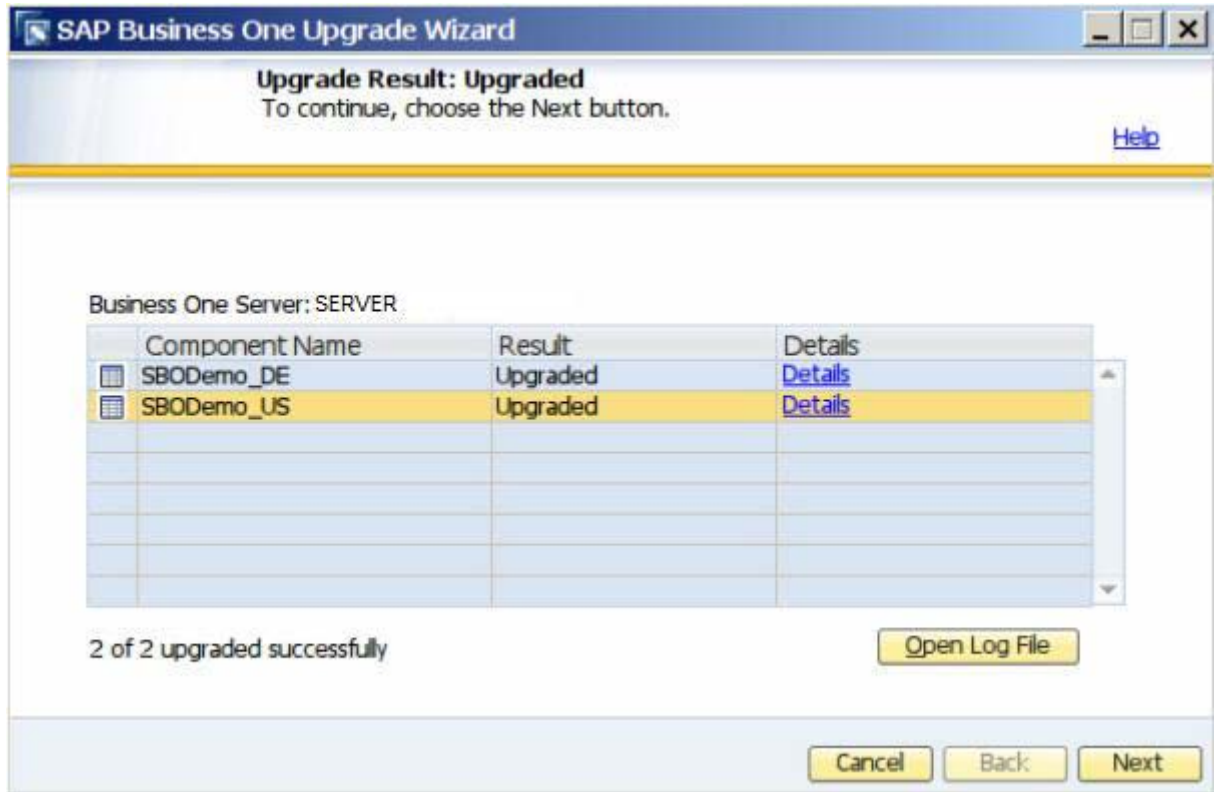 SAP Business One Upgrade Wizard
Upgrade Result: Upgraded
To continue, choose the Next button.
Help
Business One Server: SERVER
Component Name Result Details
SBODemo_DE Upgraded Details
SBODemo_US Upgraded Details
2 of 2 upgraded successfully
Open Log File
Cancel Back Next